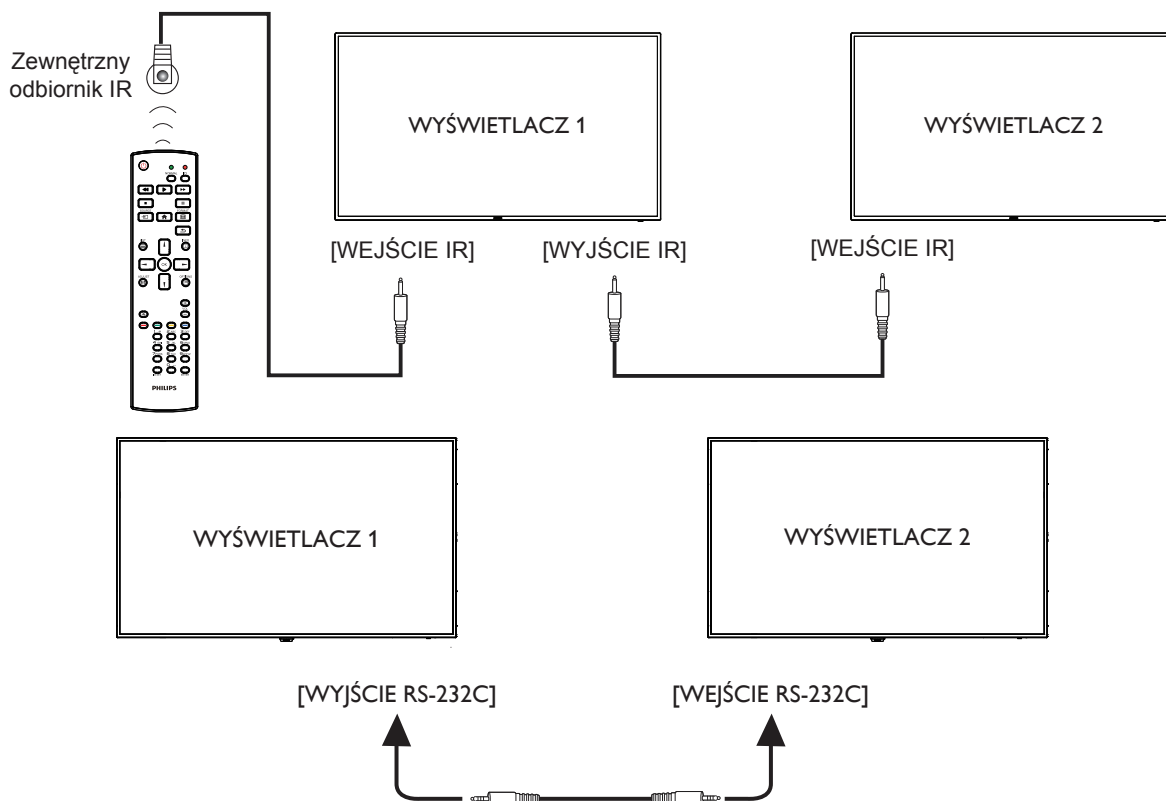 Zewnętrzny
odbiornik IR
WYŚWIETLACZ 1
WYŚWIETLACZ 2
[WEJŚCIE IR]
[WYJŚCIE IR]
[WEJŚCIE IR]
OK
PHILIPS
WYŚWIETLACZ 1
WYŚWIETLACZ 2
[WYJŚCIE RS-232C]
[WEJŚCIE RS-232C]